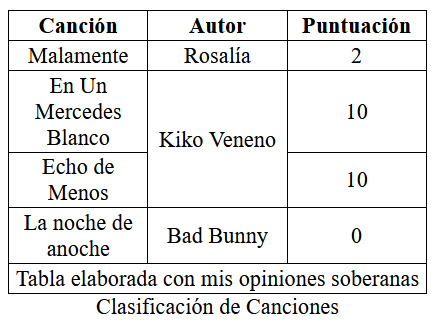 Canción Autor Puntuación
Malamente Rosalía 2
En Un
Mercedes
Blanco
Kiko Veneno
10
Echo de
Menos
10
La noche de
anoche
Bad Bunny 0
Tabla elaborada con mis opiniones soberanas
Clasificación de Canciones